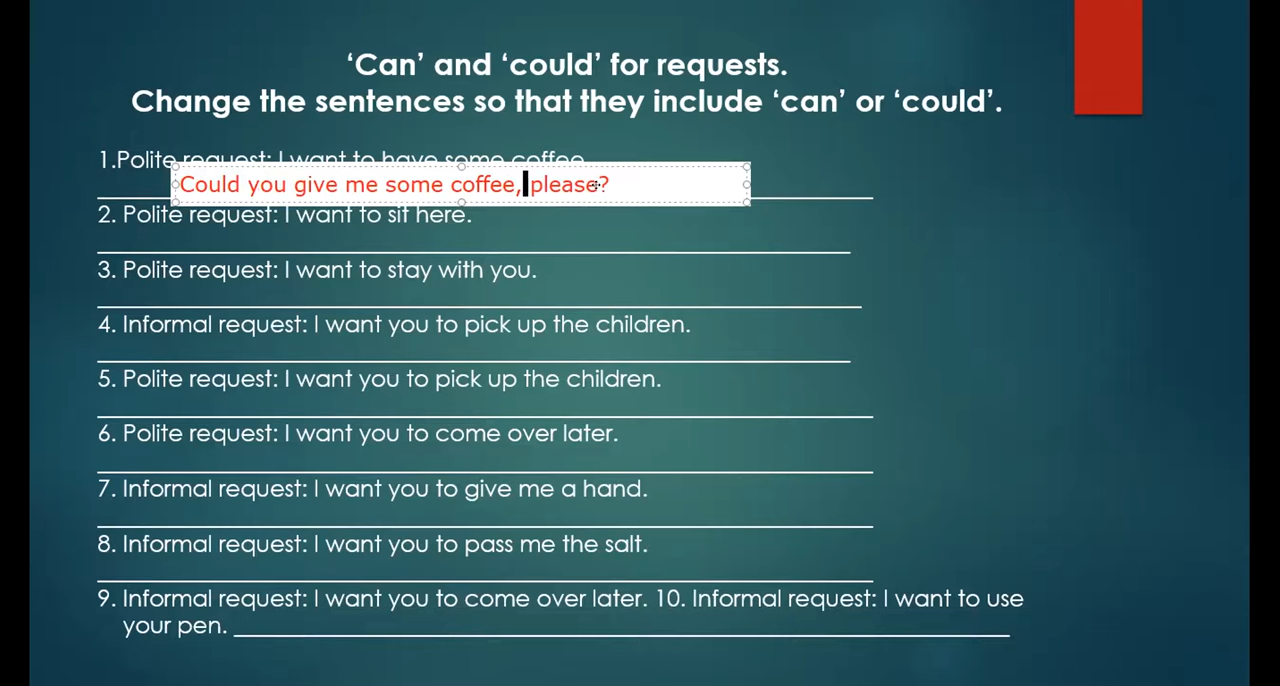 ‘Can’ and ‘could’ for requests.
Change the sentences so that they include ‘can’ or ‘could’.
1.Polite request: I want to have some coffee.
Could you give me some coffee, please?
2. Polite request: I want to sit here.
3. Polite request: I want to stay with you.
4. Informal request: I want you to pick up the children.
5. Polite request: I want you to pick up the children.
6. Polite request: I want you to come over later.
7. Informal request: I want you to give me a hand.
8. Informal request: I want you to pass me the salt.
9. Informal request: I want you to come over later. 10. Informal request: I want to use
your pen.